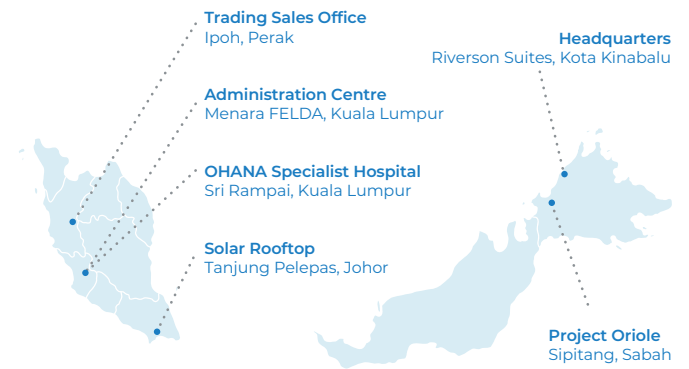 Trading Sales Office
Ipoh, Perak
Headquarters
Riverson Suites, Kota Kinabalu
Administration Centre
Menara FELDA, Kuala Lumpur
OHANA Specialist Hospital
Sri Rampai, Kuala Lumpur
Solar Rooftop
Tanjung Pelepas, Johor
Project Oriole
Sipitang, Sabah